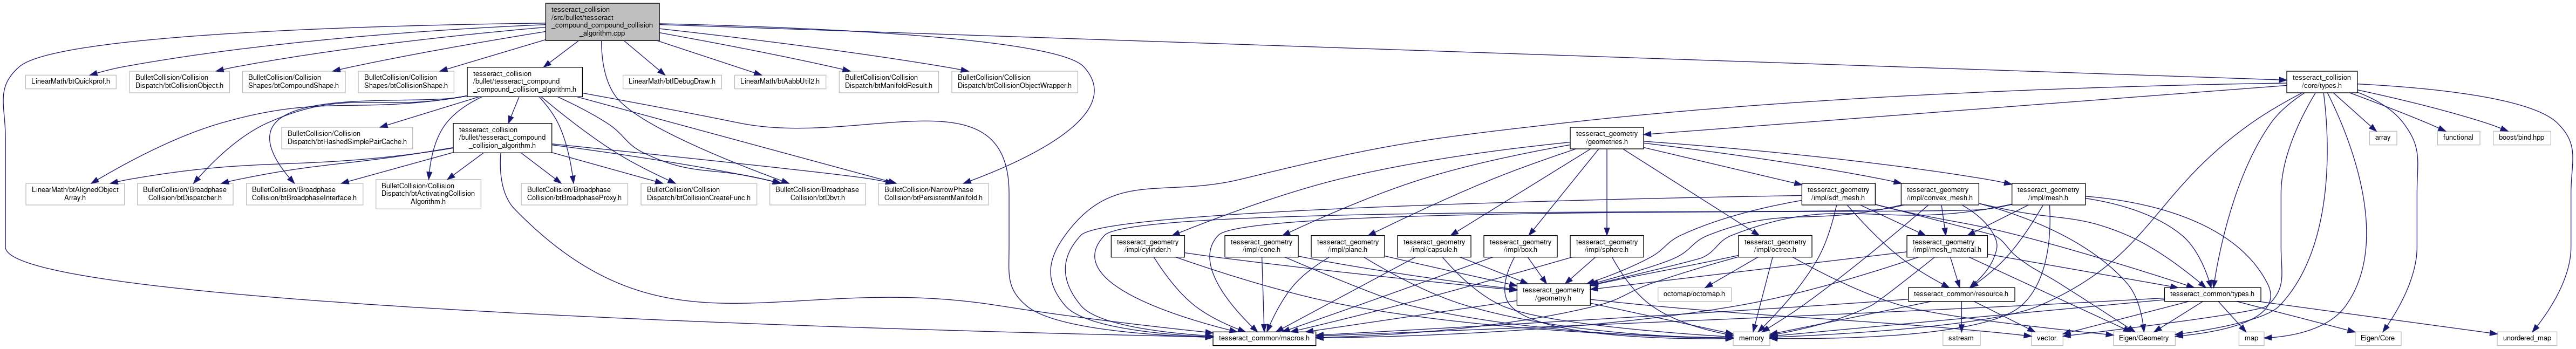 tesseract_collision
/src/bullet/tesseract
_compound_compound_collision
_algorithm.cpp
LinearMath/btQuickprof.h
BulletCollision/Collision
Dispatch/btCollisionObject.h
BulletCollision/Collision
Shapes/btCompoundShape.h
BulletCollision/Collision
Shapes/btCollisionShape.h
tesseract_collision
/bullet/tesseract_compound
_compound_collision_algorithm.h
LinearMath/btIDebugDraw.h
LinearMath/btAabbUtil2.h
BulletCollision/Collision
Dispatch/btManifoldResult.h
BulletCollision/Collision
Dispatch/btCollisionObjectWrapper.h
tesseract_collision
/core/types.h
BulletCollision/Collision
Dispatch/btHashedSimplePairCache.h
tesseract_collision
/bullet/tesseract_compound
_collision_algorithm.h
tesseract_geometry
/geometries.h
array
functional
boost/bind.hpp
LinearMath/btAlignedObject
Array.h
BulletCollision/Broadphase
Collision/btDispatcher.h
BulletCollision/Broadphase
Collision/btBroadphaseInterface.h
BulletCollision/Collision
Dispatch/btActivatingCollision
Algorithm.h
BulletCollision/Broadphase
Collision/btBroadphaseProxy.h
BulletCollision/Collision
Dispatch/btCollisionCreateFunc.h
BulletCollision/Broadphase
Collision/btDbvt.h
BulletCollision/NarrowPhase
Collision/btPersistentManifold.h
tesseract_geometry
/impl/sdf_mesh.h
tesseract_geometry
/impl/convex_mesh.h
tesseract_geometry
/impl/mesh.h
tesseract_geometry
/impl/cylinder.h
tesseract_geometry
/impl/cone.h
tesseract_geometry
/impl/plane.h
tesseract_geometry
/impl/capsule.h
tesseract_geometry
/impl/box.h
tesseract_geometry
/impl/sphere.h
tesseract_geometry
/impl/octree.h
tesseract_geometry
/impl/mesh_material.h
tesseract_geometry
/geometry.h
octomap/octomap.h
tesseract_common/resource.h
tesseract_common/types.h
tesseract_common/macros.h
memory
sstream
vector
Eigen/Geometry
map
Eigen/Core
unordered_map